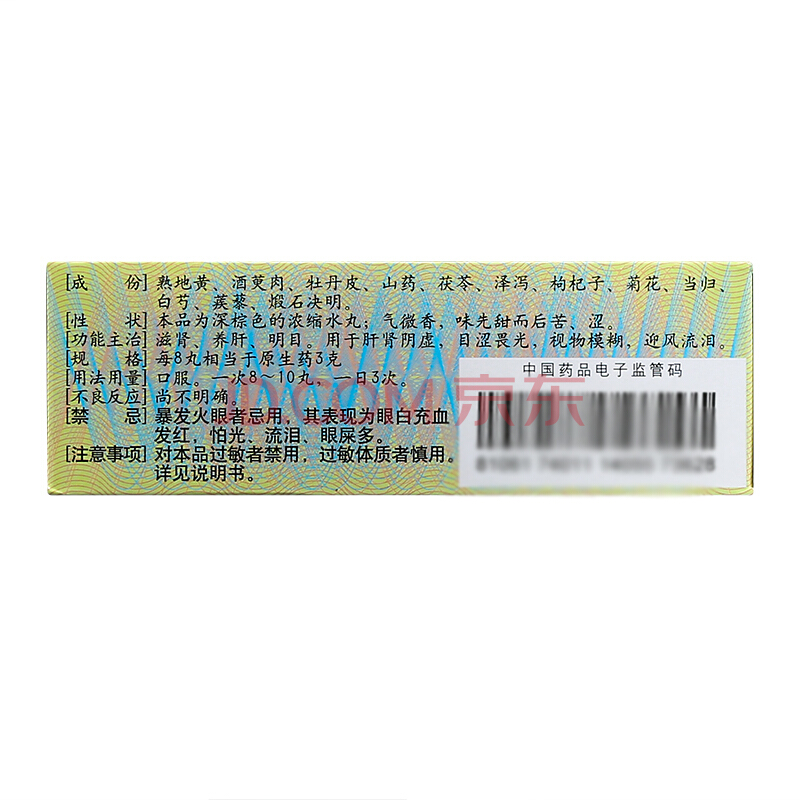 [成 份] 熟地黄、酒萸肉、牡丹皮、山药、茯苓、泽泻、枸杞子、菊花、当归、
白芍、蒺藜、煅石决明。
[性 状] 本品为深棕色的浓缩水丸；气微香，味先甜而后苦、涩。
[功能主治] 滋肾，养肝，明目。用于肝肾阴虚，目涩畏光，视物模糊，迎风流泪。
[规 格] 每8丸相当于原生药3克
[用法用量] 口服。一次8～10丸，一日3次。
[不良反应] 尚不明确。
[禁 忌] 暴发火眼者忌用，其表现为眼白充血
发红，怕光、流泪、眼屎多。
[注意事项] 对本品过敏者禁用，过敏体质者慎用。
详见说明书。
中国药品电子监管码
D.COM 京东